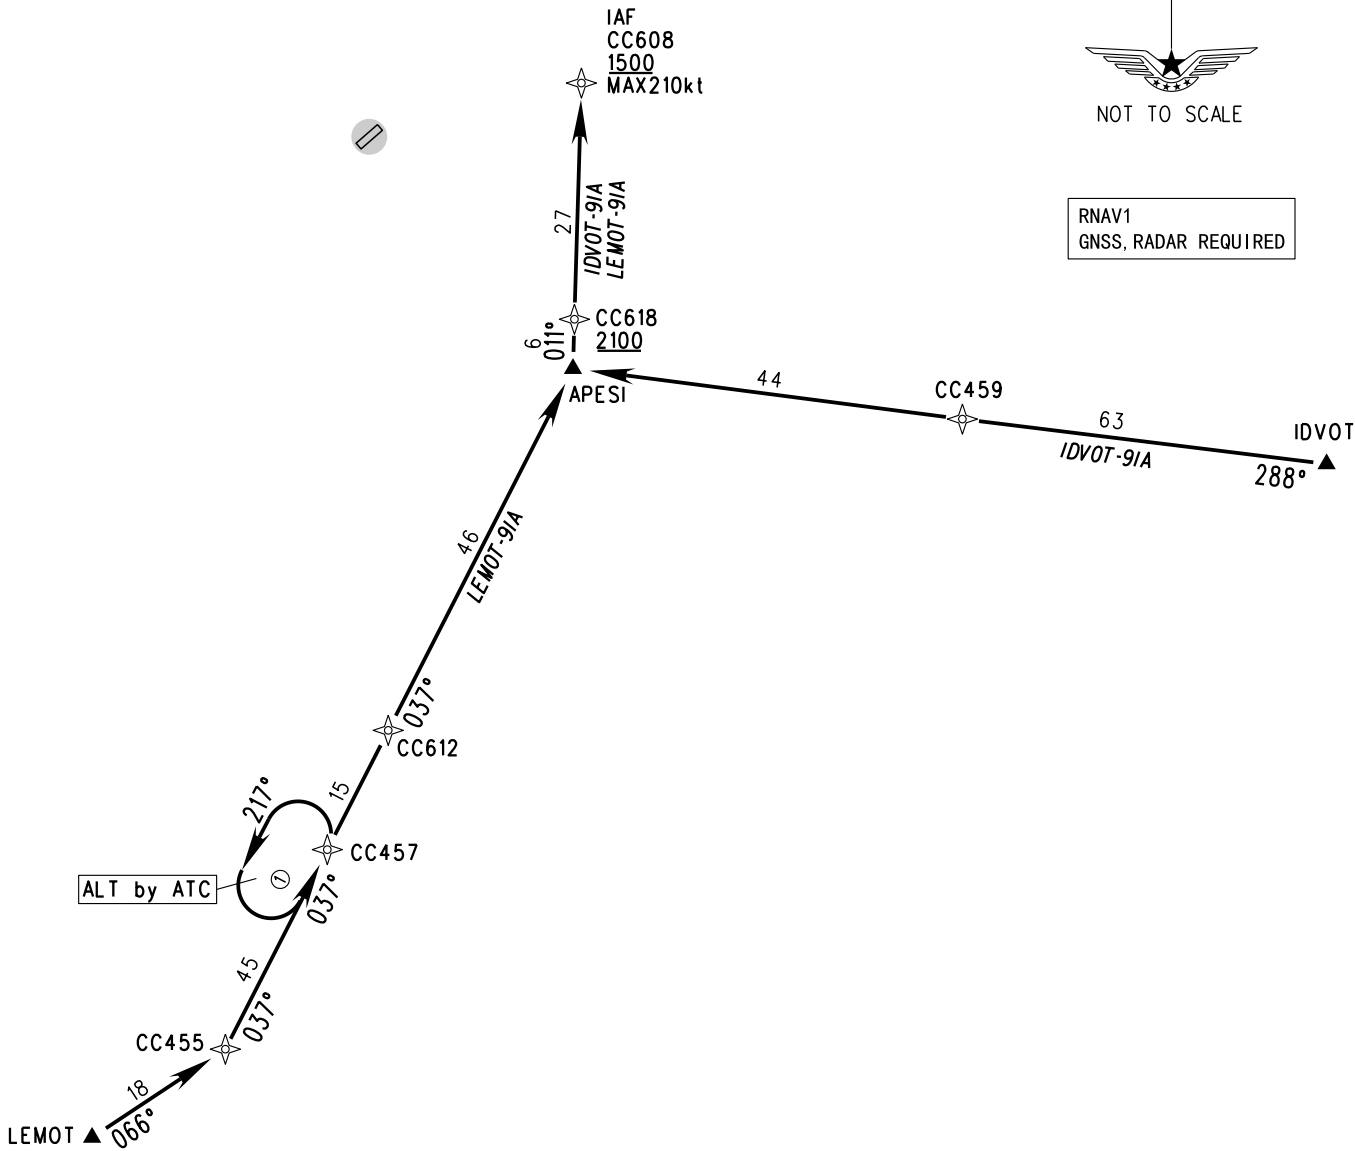 IAF
CC608
1500
MAX210kt
NOT TO SCALE
RNAV1
GNSS, RADAR REQUIRED
27
IDVOT-91A
LEMOT-91A
CC618
2100
6
011°
APESI
44
CC459
63
IDVOT-91A
IDVOT
288°
46
LEMOT-91A
037°
CC612
15
217°
CC457
1
ALT by ATC
037°
45
037°
CC455
18
066°
LEMOT